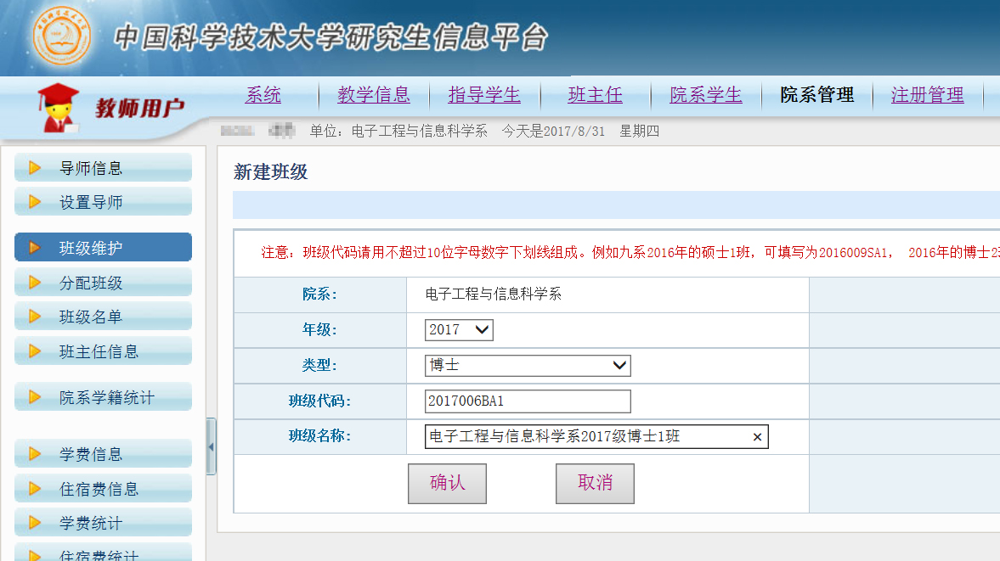 中国科学技术大学研究生信息平台
教师用户
系统 教学信息 指导学生 班主任 院系学生 院系管理 注册管理
单位：电子工程与信息科学系 今天是2017/8/31 星期四
导师信息
设置导师
班级维护
分配班级
班级名单
班主任信息
院系学籍统计
学费信息
住宿费信息
学费统计
住宿费统计
新建班级
注意：班级代码请用不超过10位字母数字下划线组成。例如九系2016年的硕士1班，可填写为2016009SA1， 2016年的博士2
院系： 电子工程与信息科学系
年级： 2017
类型： 博士
班级代码： 2017006BA1
班级名称： 电子工程与信息科学系2017级博士1班 ×
确认 取消